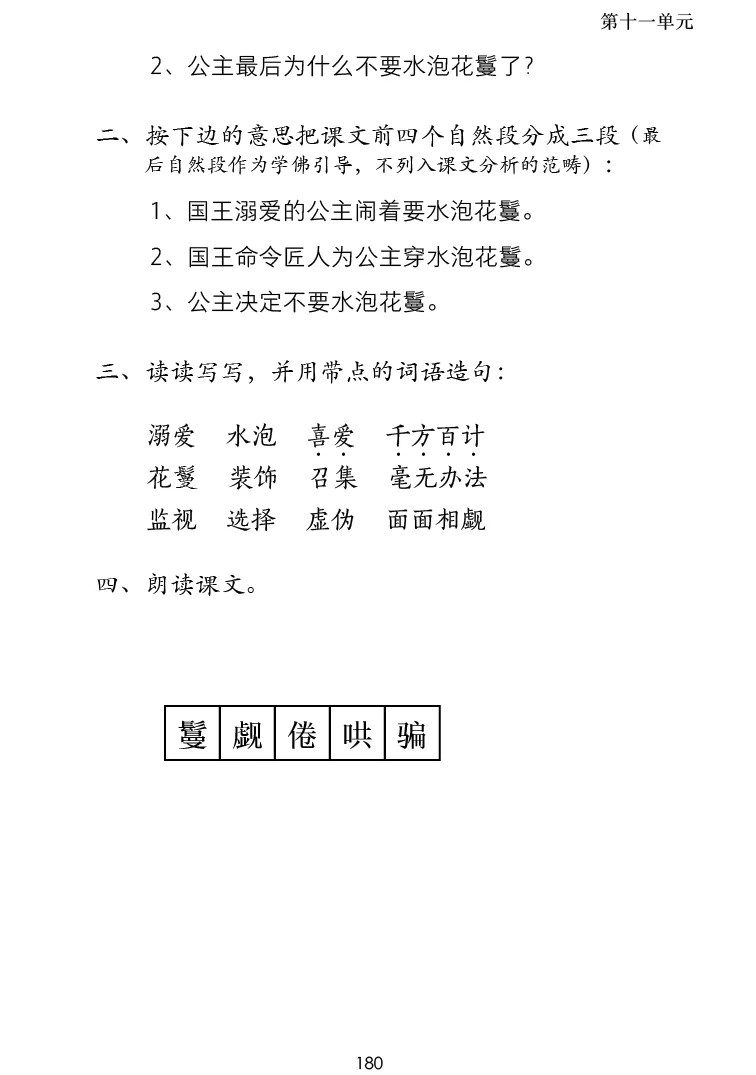 第十一单元
2、公主最后为什么不要水泡花鬘了？
二、按下边的意思把课文前四个自然段分成三段（最
后自然段作为学佛引导，不列入课文分析的范畴）：
1、国王溺爱的公主闹着要水泡花鬘。
2、国王命令匠人为公主穿水泡花鬘。
3、公主决定不要水泡花鬘。
三、读读写写，并用带点的词语造句：
溺爱 水泡 喜爱 千方百计
花鬘 装饰 召集 毫无办法
监视 选择 虚伪 面面相觑
四、朗读课文。
鬘 觑 倦 哄 骗
180